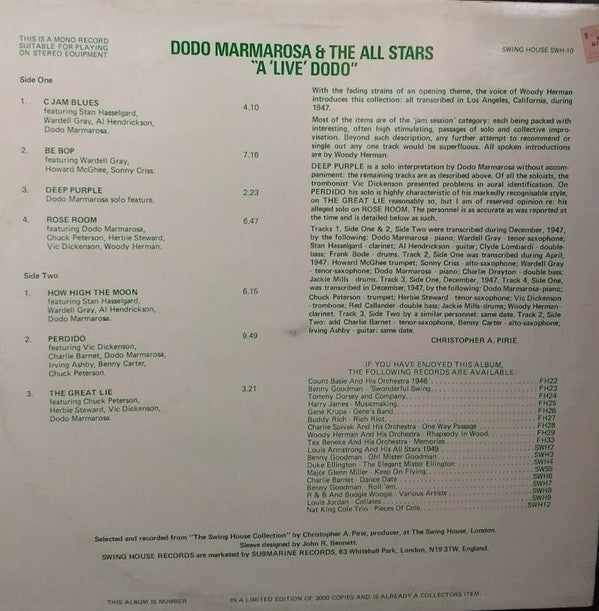 THIS IS A MONO RECORD
SUITABLE FOR PLAYING
ON STEREO EQUIPMENT
DODO MARMAROSA & THE ALL STARS
"A 'LIVE' DODO"
SWING HOUSE SWH-10
Side One
1. C JAM BLUES 4.10
featuring Stan Hasselgard,
Wardell Gray, Al Hendrickson,
Dodo Marmarosa.
2. BE BOP 7.16
featuring Wardell Gray,
Howard McGhee, Sonny Criss.
3. DEEP PURPLE 2.23
Dodo Marmarosa solo feature.
4. ROSE ROOM 6.47
featuring Dodo Marmarosa,
Chuck Peterson, Herbie Steward,
Vic Dickenson, Woody Herman.
Side Two
1. HOW HIGH THE MOON 6.15
featuring Stan Hasselgard,
Wardell Gray, Al Hendrickson,
Dodo Marmarosa.
2. PERDIDO 9.49
featuring Vic Dickenson,
Charlie Barnet, Dodo Marmarosa,
Irving Ashby, Benny Carter,
Chuck Peterson.
3. THE GREAT LIE 3.21
featuring Chuck Peterson,
Herbie Steward, Vic Dickenson,
Dodo Marmarosa.
With the fading strains of an opening theme, the voice of Woody Herman
introduces this collection: all transcribed in Los Angeles, California, during
1947.
Most of the items are of the 'jam session' category: each being packed with
interesting, often high stimulating, passages of solo and collective improv-
isation. Beyond such description, any further attempt to recommend or
single out any one track would be superfluous. All spoken introductions
are by Woody Herman.
DEEP PURPLE is a solo interpretation by Dodo Marmarosa without accom-
paniment: the remaining tracks are as described above. Of all the soloists, the
trombonist Vic Dickenson presented problems in aural identification. On
PERDIDO his solo is highly characteristic of his markedly recognisable style,
on THE GREAT LIE reasonably so, but I am of reserved opinion re: his
alleged solo on ROSE ROOM. The personnel is as accurate as was reported at
the time and is detailed below as such.
Tracks 1, Side One & 2, Side Two were transcribed during December, 1947,
by the following: Dodo Marmarosa - piano; Wardell Gray - tenor-saxophone;
Stan Hasselgard - clarinet; Al Hendrickson - guitar; Clyde Lombardi - double-
bass; Frank Bode - drums. Track 2, Side One was transcribed during April,
1947: Howard McGhee trumpet; Sonny Criss - alto-saxophone; Wardell Gray
- tenor-saxophone; Dodo Marmarosa - piano; Charlie Drayton - double bass;
Jackie Mills - drums. Track 3, Side One, December, 1947. Track 4, Side One,
was transcribed in December, 1947, by the following: Dodo Marmarosa - piano;
Chuck Peterson - trumpet; Herbie Steward - tenor-saxophone; Vic Dickenson
- trombone; Red Callander - double bass; Jackie Mills - drums; Woody Herman -
clarinet. Track 3, Side Two by a similar personnel: same date. Track 2, Side
Two: add Charlie Barnet - tenor-saxophone, Benny Carter - alto-saxophone;
Irving Ashby - guitar: same date.
CHRISTOPHER A. PIRIE.
IF YOU HAVE ENJOYED THIS ALBUM,
THE FOLLOWING RECORDS ARE AVAILABLE:
Count Basie And His Orchestra 1946 FH22
Benny Goodman - 'Swonderful Swing FH23
Tommy Dorsey and Company FH24
Harry James - Musicmaking FH25
Gene Krupa - Gene's Band FH26
Buddy Rich - Rich Riot FH27
Charlie Spivak And His Orchestra - One Way Passage FH28
Woody Herman And His Orchestra - Rhapsody In Wood FH29
Tex Beneke And His Orchestra - Memories FH33
Louis Armstrong And His All Stars 1949 SWH2
Benny Goodman - Oh! Mister Goodman SWH3
Duke Ellington - The Elegant Mister Ellington SWH4
Major Glenn Miller - Keep On Flying SWS5
Charlie Barnet - Dance Date SWH6
Benny Goodman - Roll 'em SWH7
R & B And Boogie Woogie - Various Artists SWH8
Louis Jordan - Collates SWH9
Nat King Cole Trio - Pieces Of Cole SWH12
Selected and recorded from "The Swing House Collection" by Christopher A. Pirie, producer, at The Swing House, London.
Sleeve designed by John R. Bennett.
SWING HOUSE RECORDS are marketed by SUBMARINE RECORDS, 63 Whitehall Park, London, N19 3TW. England.
THIS ALBUM IS NUMBER IN A LIMITED EDITION OF 3000 COPIES AND IS ALREADY A COLLECTORS ITEM.